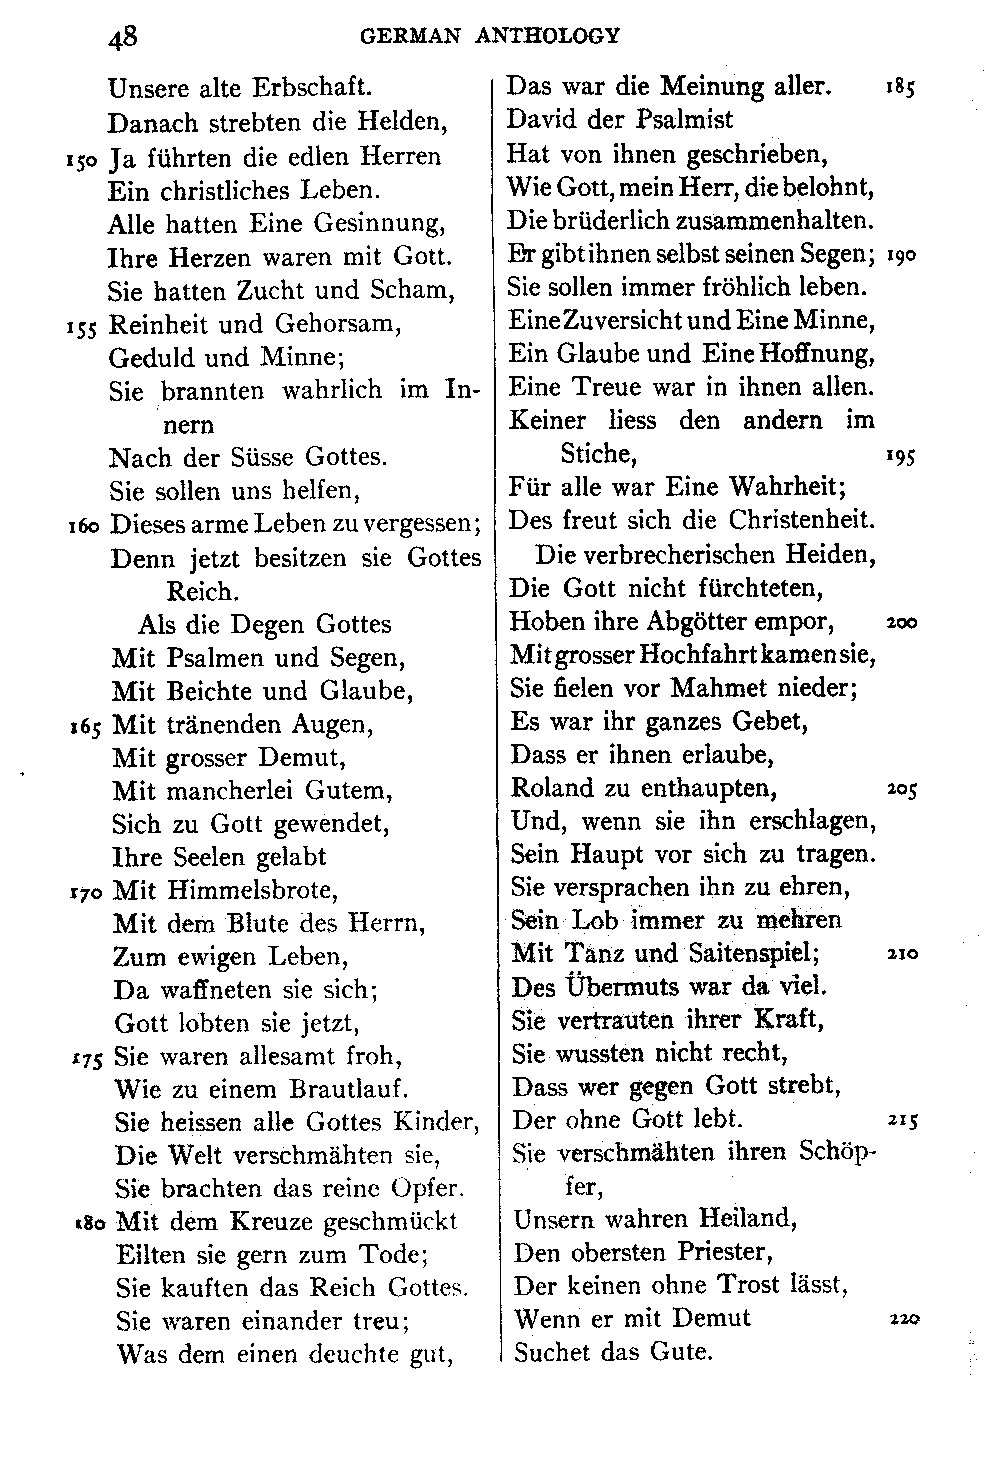 48 GERMAN ANTHOLOGY
Unsere alte Erbschaft.
Danach strebten die Helden,
150 Ja führten die edlen Herren
Ein christliches Leben.
Alle hatten Eine Gesinnung,
Ihre Herzen waren mit Gott.
Sie hatten Zucht und Scham,
155 Reinheit und Gehorsam,
Geduld und Minne;
Sie brannten wahrlich im In-
nern
Nach der Süsse Gottes.
Sie sollen uns helfen,
160 Dieses arme Leben zu vergessen;
Denn jetzt besitzen sie Gottes
Reich.
Als die Degen Gottes
Mit Psalmen und Segen,
Mit Beichte und Glaube,
165 Mit tränenden Augen,
Mit grosser Demut,
Mit mancherlei Gutem,
Sich zu Gott gewendet,
Ihre Seelen gelabt
170 Mit Himmelsbrote,
Mit dem Blute des Herrn,
Zum ewigen Leben,
Da waffneten sie sich;
Gott lobten sie jetzt,
175 Sie waren allesamt froh,
Wie zu einem Brautlauf.
Sie heissen alle Gottes Kinder,
Die Welt verschmähten sie,
Sie brachten das reine Opfer.
180 Mit dem Kreuze geschmückt
Eilten sie gern zum Tode;
Sie kauften das Reich Gottes.
Sie waren einander treu;
Was dem einen deuchte gut,
Das war die Meinung aller. 185
David der Psalmist
Hat von ihnen geschrieben,
Wie Gott, mein Herr, die belohnt,
Die brüderlich zusammenhalten.
Er gibt ihnen selbst seinen Segen; 190
Sie sollen immer fröhlich leben.
Eine Zuversicht und Eine Minne,
Ein Glaube und Eine Hoffnung,
Eine Treue war in ihnen allen.
Keiner liess den andern im
Stiche, 195
Für alle war Eine Wahrheit;
Des freut sich die Christenheit.
Die verbrecherischen Heiden,
Die Gott nicht fürchteten,
Hoben ihre Abgötter empor, 200
Mit grosser Hochfahrt kamen sie,
Sie fielen vor Mahmet nieder;
Es war ihr ganzes Gebet,
Dass er ihnen erlaube,
Roland zu enthaupten, 205
Und, wenn sie ihn erschlagen,
Sein Haupt vor sich zu tragen.
Sie versprachen ihn zu ehren,
Sein Lob immer zu mehren
Mit Tanz und Saitenspiel; 210
Des Übermuts war da viel.
Sie vertrauten ihrer Kraft,
Sie wussten nicht recht,
Dass wer gegen Gott strebt,
Der ohne Gott lebt. 215
Sie verschmähten ihren Schöp-
fer,
Unsern wahren Heiland,
Den obersten Priester,
Der keinen ohne Trost lässt,
Wenn er mit Demut 220
Suchet das Gute.